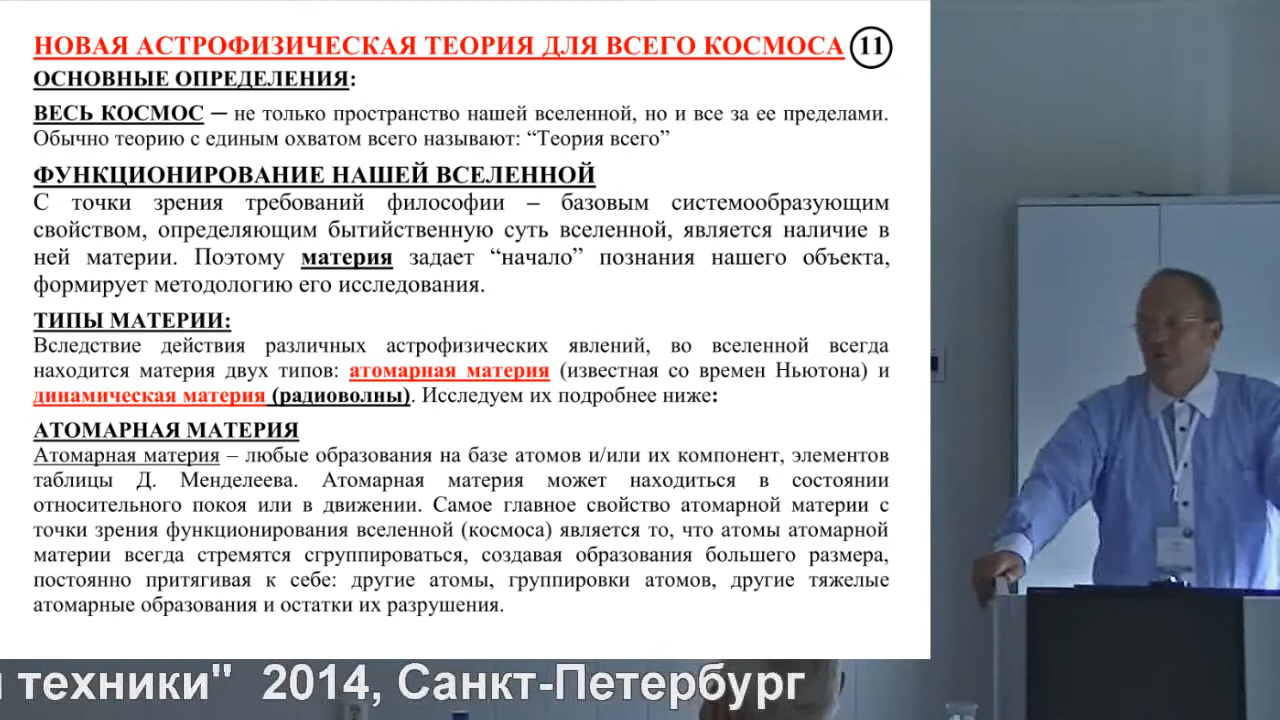 НОВАЯ АСТРОФИЗИЧЕСКАЯ ТЕОРИЯ ДЛЯ ВСЕГО КОСМОСА 11
ОСНОВНЫЕ ОПРЕДЕЛЕНИЯ:
ВЕСЬ КОСМОС – не только пространство нашей вселенной, но и все за ее пределами.
Обычно теорию с единым охватом всего называют: “Теория всего”
ФУНКЦИОНИРОВАНИЕ НАШЕЙ ВСЕЛЕННОЙ
С точки зрения требований философии – базовым системообразующим
свойством, определяющим бытийственную суть вселенной, является наличие в
ней материи. Поэтому материя задает “начало” познания нашего объекта,
формирует методологию его исследования.
ТИПЫ МАТЕРИИ:
Вследствие действия различных астрофизических явлений, во вселенной всегда
находится материя двух типов: атомарная материя (известная со времен Ньютона) и
динамическая материя (радиоволны). Исследуем их подробнее ниже:
АТОМАРНАЯ МАТЕРИЯ
Атомарная материя – любые образования на базе атомов и/или их компонент, элементов
таблицы Д. Менделеева. Атомарная материя может находиться в состоянии
относительного покоя или в движении. Самое главное свойство атомарной материи с
точки зрения функционирования вселенной (космоса) является то, что атомы атомарной
материи всегда стремятся сгруппироваться, создавая образования большего размера,
постоянно притягивая к себе: другие атомы, группировки атомов, другие тяжелые
атомарные образования и остатки их разрушения.
и техники" 2014, Санкт-Петербург